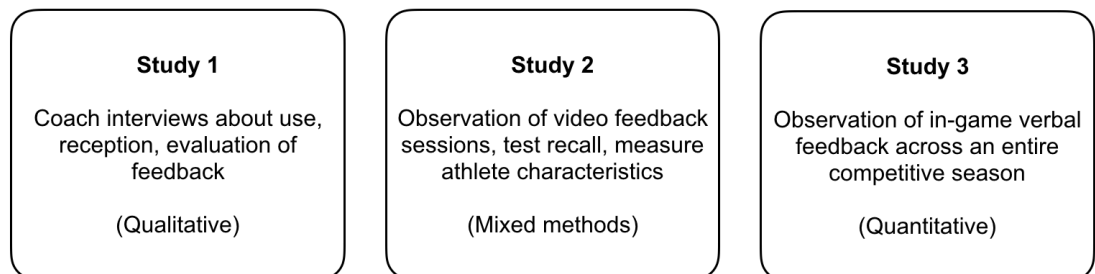 Study 1
Coach interviews about use,
reception, evaluation of
feedback
(Qualitative)
Study 2
Observation of video feedback
sessions, test recall, measure
athlete characteristics
(Mixed methods)
Study 3
Observation of in-game verbal
feedback across an entire
competitive season
(Quantitative)